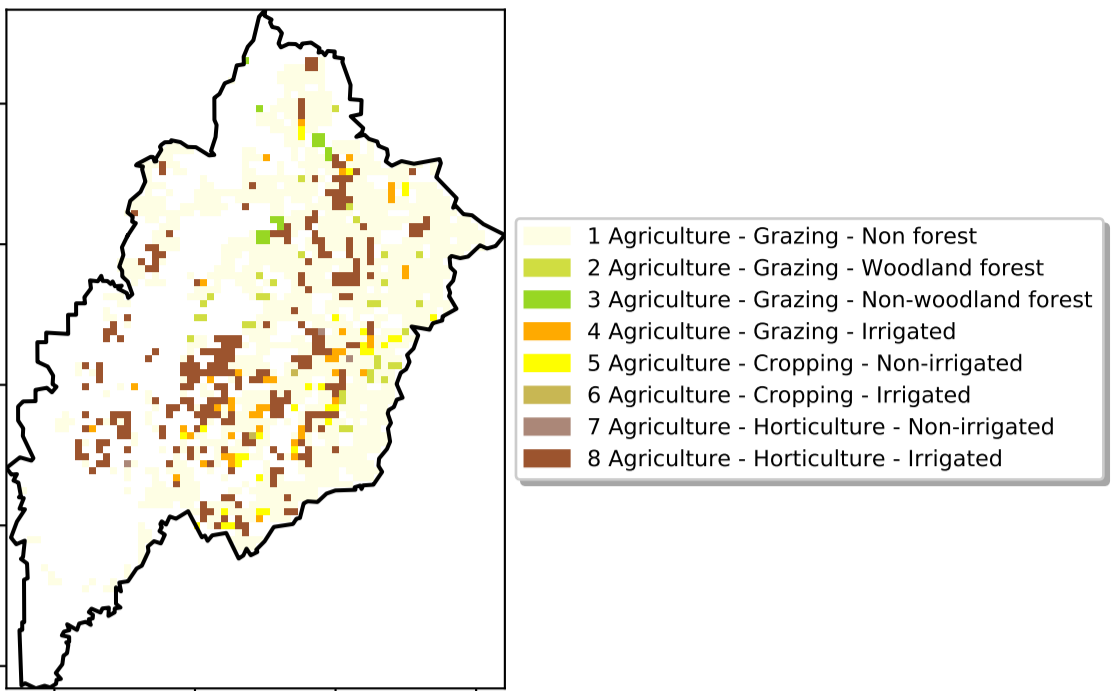 1 Agriculture - Grazing - Non forest
2 Agriculture - Grazing - Woodland forest
3 Agriculture - Grazing - Non-woodland forest
4 Agriculture - Grazing - Irrigated
5 Agriculture - Cropping - Non-irrigated
6 Agriculture - Cropping - Irrigated
7 Agriculture - Horticulture - Non-irrigated
8 Agriculture - Horticulture - Irrigated